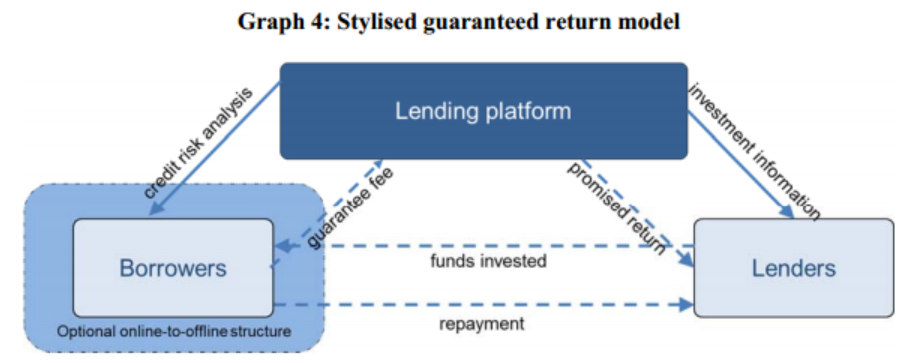 Graph 4: Stylised guaranteed return model
Lending platform
credit risk analysis
investment information
guarantee fee
promised return
Borrowers
funds invested
Lenders
repayment
Optional online-to-offline structure